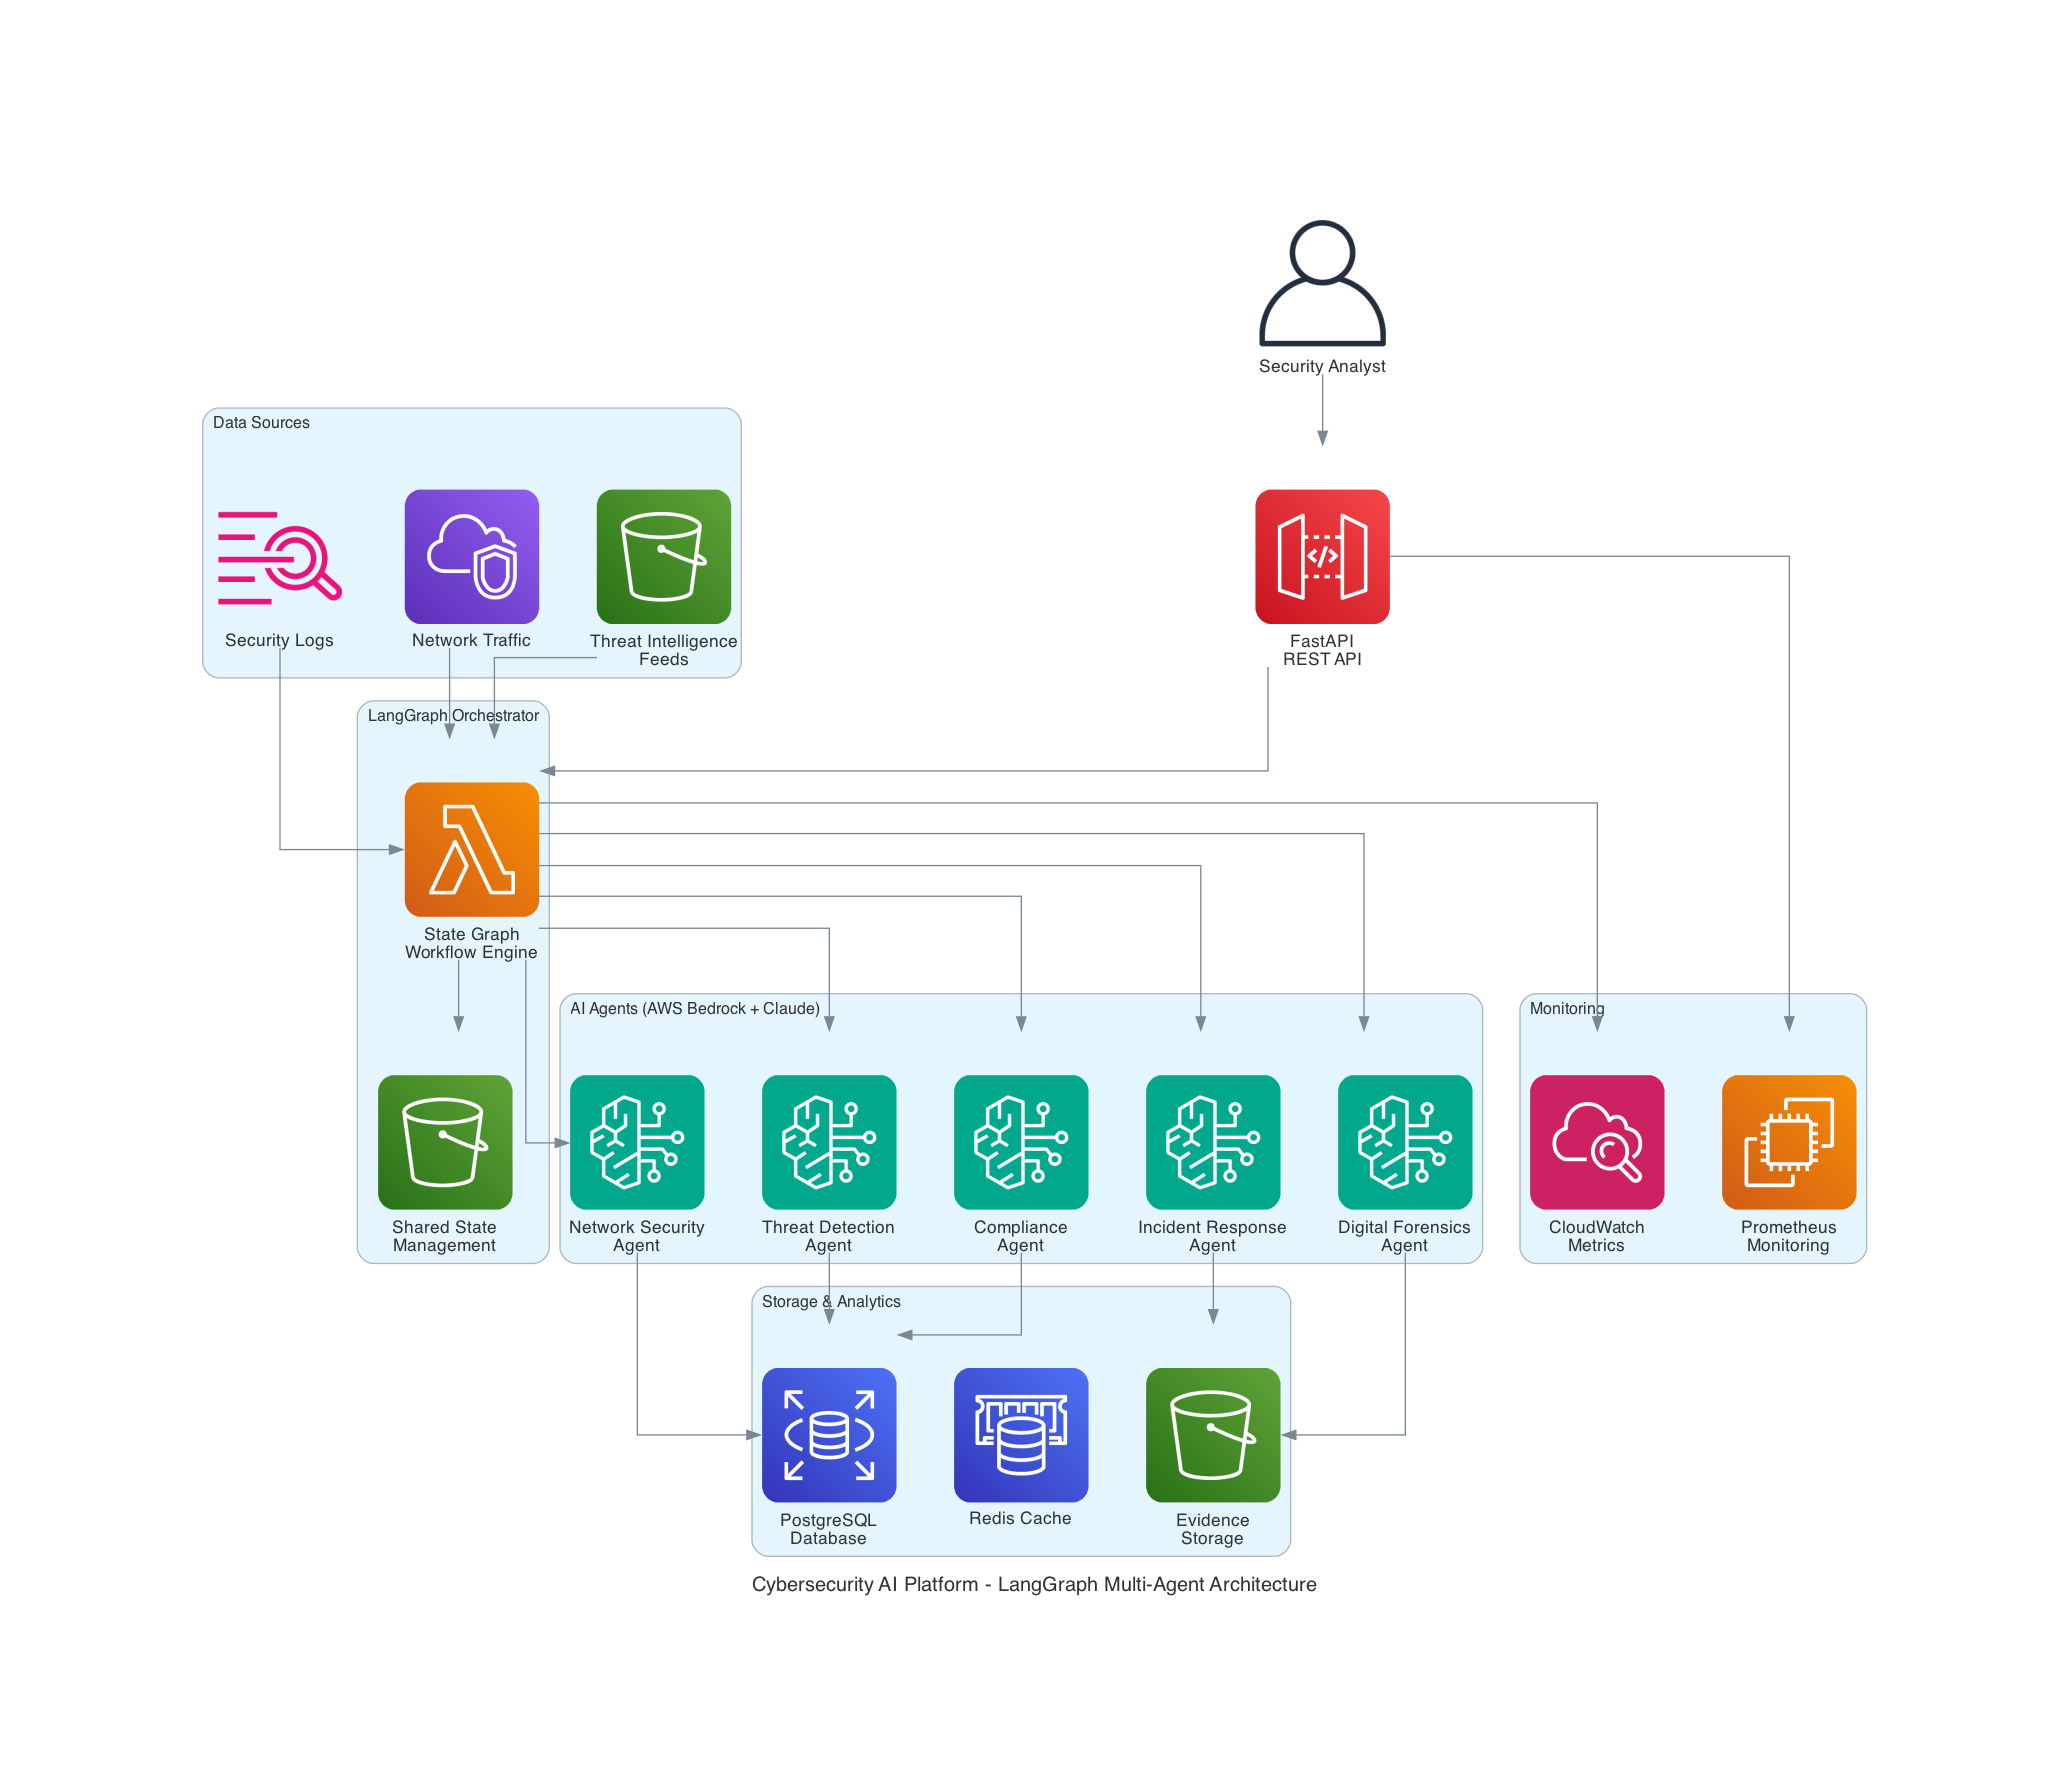 Security Analyst
Data Sources
Security Logs
Network Traffic
Threat Intelligence
Feeds
FastAPI
REST API
LangGraph Orchestrator
State Graph
Workflow Engine
AI Agents (AWS Bedrock + Claude)
Monitoring
Shared State
Management
Network Security
Agent
Threat Detection
Agent
Compliance
Agent
Incident Response
Agent
Digital Forensics
Agent
CloudWatch
Metrics
Prometheus
Monitoring
Storage & Analytics
PostgreSQL
Database
Redis Cache
Evidence
Storage
Cybersecurity AI Platform - LangGraph Multi-Agent Architecture